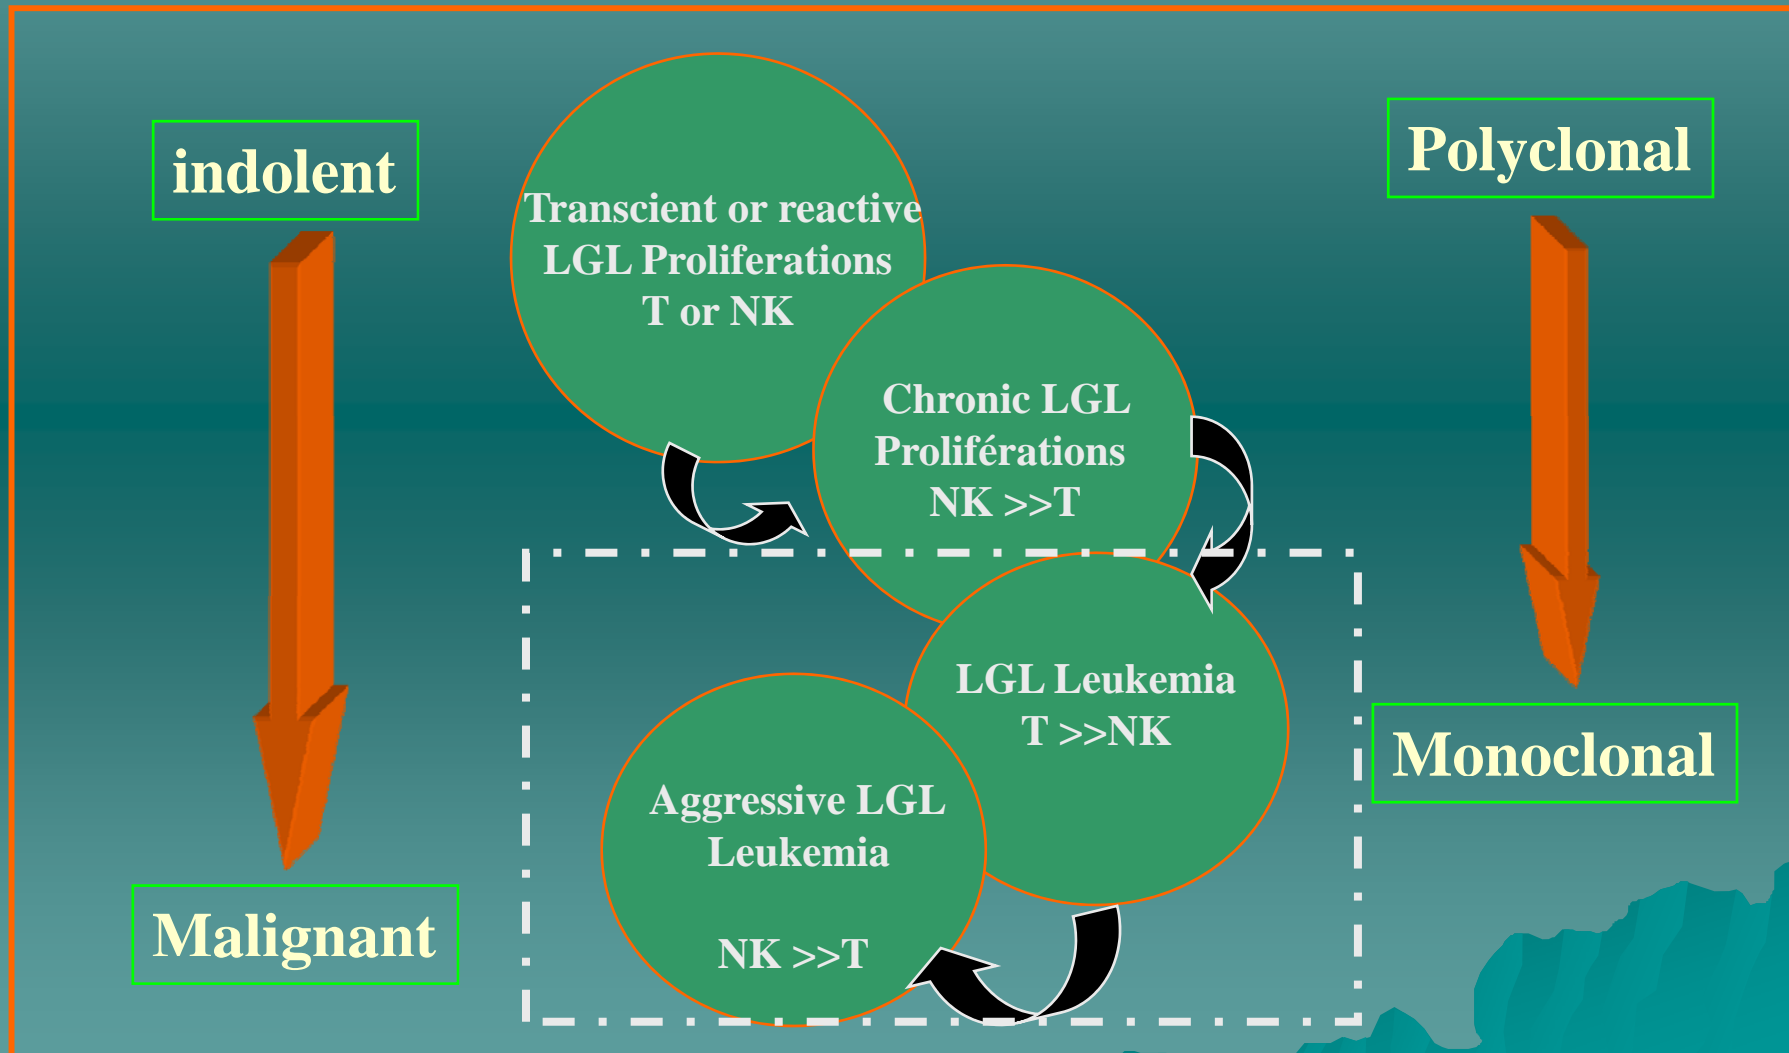 indolent
Polyclonal
Transcient or reactive
LGL Proliferations
T or NK
Chronic LGL
Proliférations
NK >>T
LGL Leukemia
T >>NK
Monoclonal
Aggressive LGL
Leukemia
NK >>T
Malignant